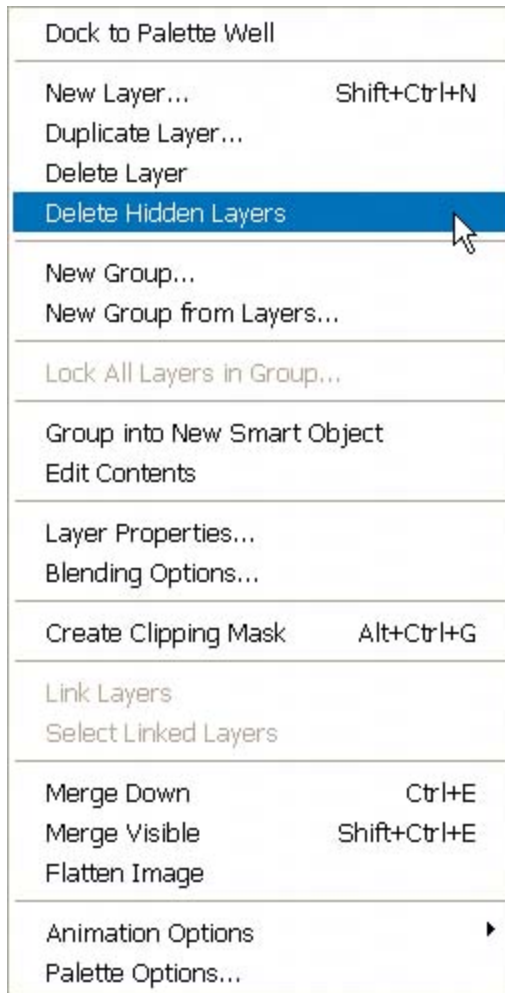 Dock to Palette Well
New Layer... Shift+Ctrl+N
Duplicate Layer...
Delete Layer
Delete Hidden Layers
New Group...
New Group from Layers...
Lock All Layers in Group...
Group into New Smart Object
Edit Contents
Layer Properties...
Blending Options...
Create Clipping Mask Alt+Ctrl+G
Link Layers
Select Linked Layers
Merge Down Ctrl+E
Merge Visible Shift+Ctrl+E
Flatten Image
Animation Options
Palette Options...